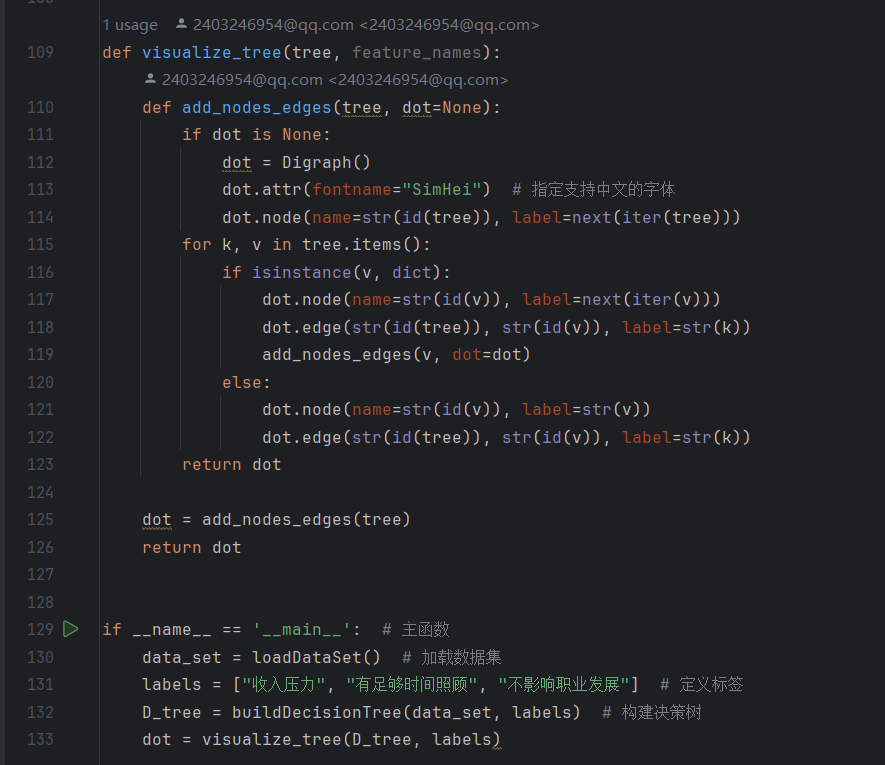 1 usage 2403246954@qq.com <2403246954@qq.com>
109 def visualize_tree(tree, feature_names):
2403246954@qq.com <2403246954@qq.com>
110 def add_nodes_edges(tree, dot=None):
111 if dot is None:
112 dot = Digraph()
113 dot.attr(fontname="SimHei") # 指定支持中文的字体
114 dot.node(name=str(id(tree)), label=next(iter(tree)))
115 for k, v in tree.items():
116 if isinstance(v, dict):
117 dot.node(name=str(id(v)), label=next(iter(v)))
118 dot.edge(str(id(tree)), str(id(v)), label=str(k))
119 add_nodes_edges(v, dot=dot)
120 else:
121 dot.node(name=str(id(v)), label=str(v))
122 dot.edge(str(id(tree)), str(id(v)), label=str(k))
123 return dot
124
125 dot = add_nodes_edges(tree)
126 return dot
127
128
129 if __name__ == '__main__': # 主函数
130 data_set = loadDataSet() # 加载数据集
131 labels = ["收入压力", "有足够时间照顾", "不影响职业发展"] # 定义标签
132 D_tree = buildDecisionTree(data_set, labels) # 构建决策树
133 dot = visualize_tree(D_tree, labels)